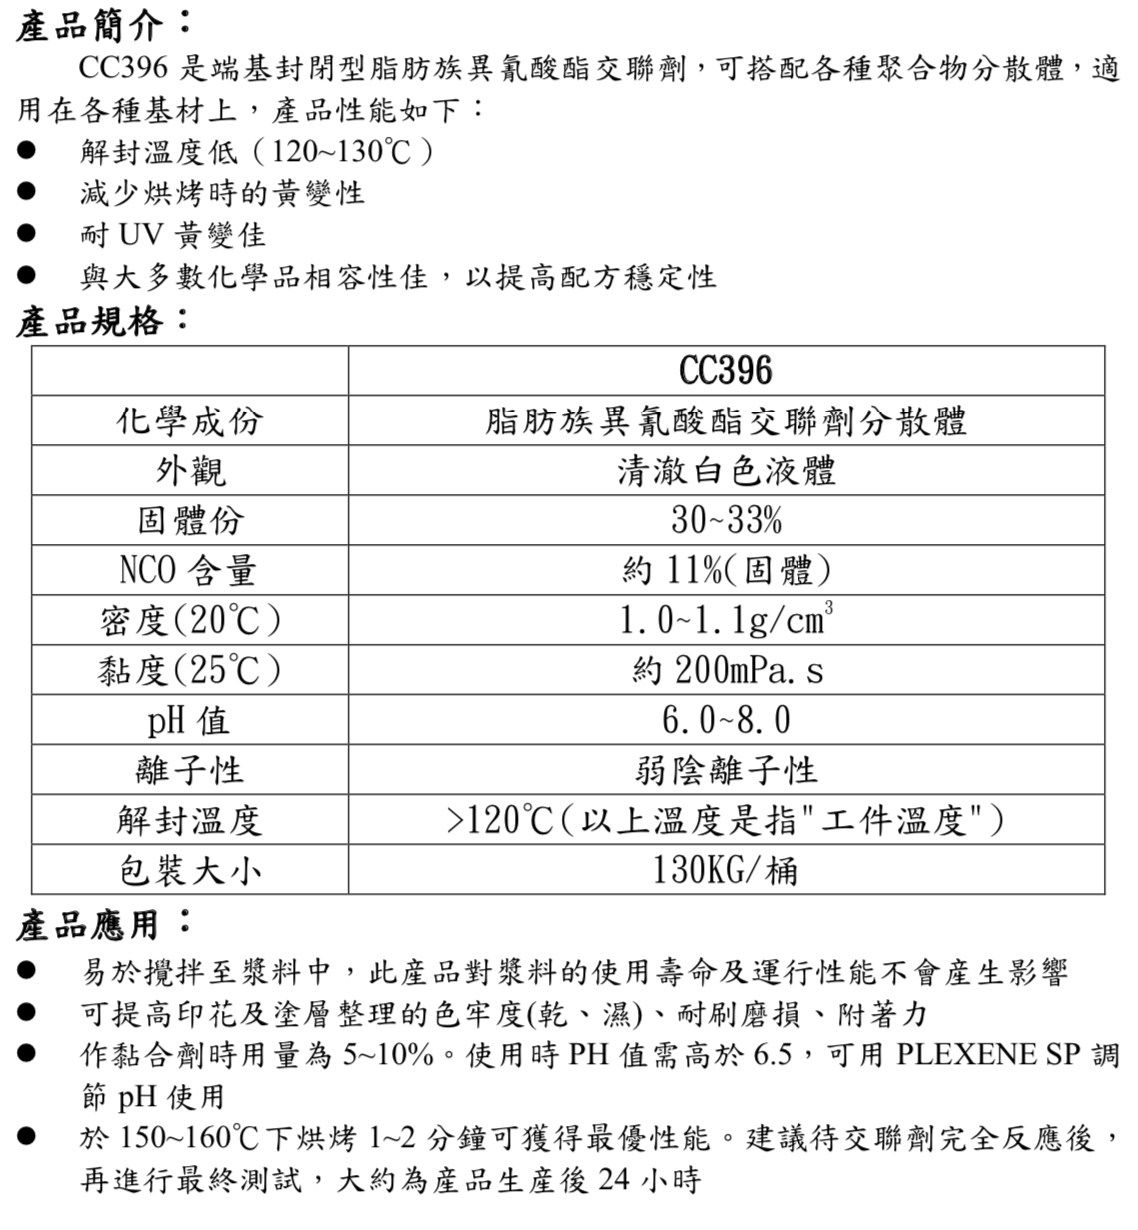 產品簡介：
CC396 是端基封閉型脂肪族異氰酸酯交聯劑，可搭配各種聚合物分散體，適
用在各種基材上，產品性能如下：
● 解封溫度低（120~130℃）
● 減少烘烤時的黃變性
● 耐 UV 黃變佳
● 與大多數化學品相容性佳，以提高配方穩定性
產品規格：
CC396
化學成份 脂肪族異氰酸酯交聯劑分散體
外觀 清澈白色液體
固體份 30~33%
NCO 含量 約 11%(固體)
密度(20℃) 1.0~1.1g/cm³
黏度(25℃) 約 200mPa.s
pH 值 6.0~8.0
離子性 弱陰離子性
解封溫度 >120℃(以上溫度是指"工件溫度")
包裝大小 130KG/桶
產品應用：
● 易於攪拌至漿料中，此産品對漿料的使用壽命及運行性能不會産生影響
● 可提高印花及塗層整理的色牢度(乾、濕)、耐刷磨損、附著力
● 作黏合劑時用量為 5~10%。使用時 PH 值需高於 6.5，可用 PLEXENE SP 調
節 pH 使用
● 於 150~160℃下烘烤 1~2 分鐘可獲得最優性能。建議待交聯劑完全反應後，
再進行最終測試，大約為産品生産後 24 小時